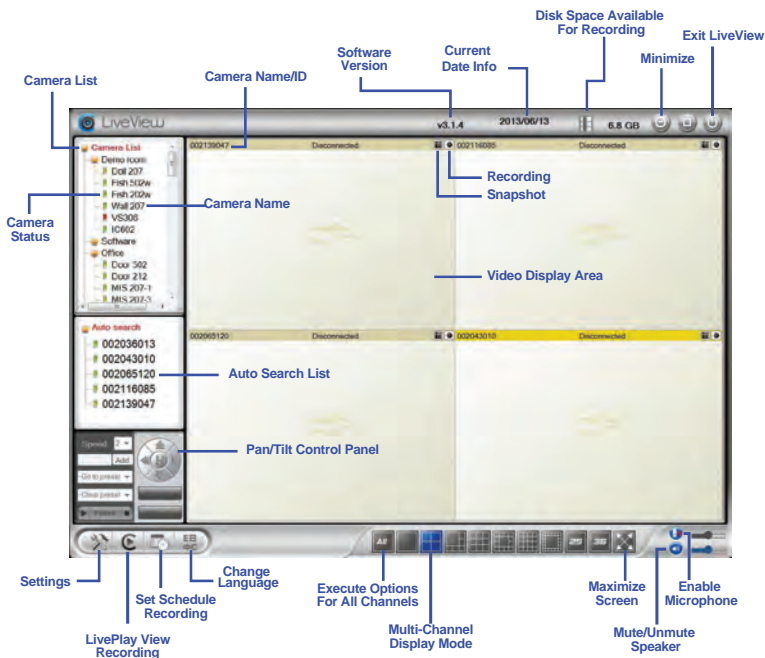 Disk Space Available
For Recording
Exit LiveView
Software
Version
Current
Date Info
Minimize
Camera List
Camera Name/ID
LiveView
v3.1.4
2013/06/13
6.8 GB
Camera List
Demo room
Doll 207
Fish 502w
Fish 202w
Wall 207
VS306
IC602
Software
Office
Door 502
Door 212
MIS 207-1
MIS 207-3
002139047
Disconnected
002116085
Disconnected
Recording
Snapshot
Camera Name
Camera
Status
Video Display Area
Auto search
002036013
002043010
002065120
002116085
002139047
002065120
Disconnected
002043010
Disconnected
Auto Search List
Pan/Tilt Control Panel
Speed
2
Add
Go to preset
Clear preset
All
25
36
Settings
Set Schedule
Recording
Change
Language
Execute Options
For All Channels
Maximize
Screen
Enable
Microphone
LivePlay View
Recording
Multi-Channel
Display Mode
Mute/Unmute
Speaker